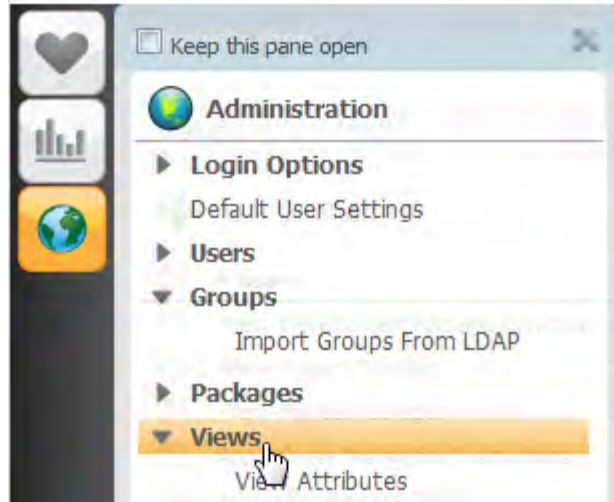 Keep this pane open
Administration
Login Options
Default User Settings
Users
Groups
Import Groups From LDAP
Packages
Views
View Attributes